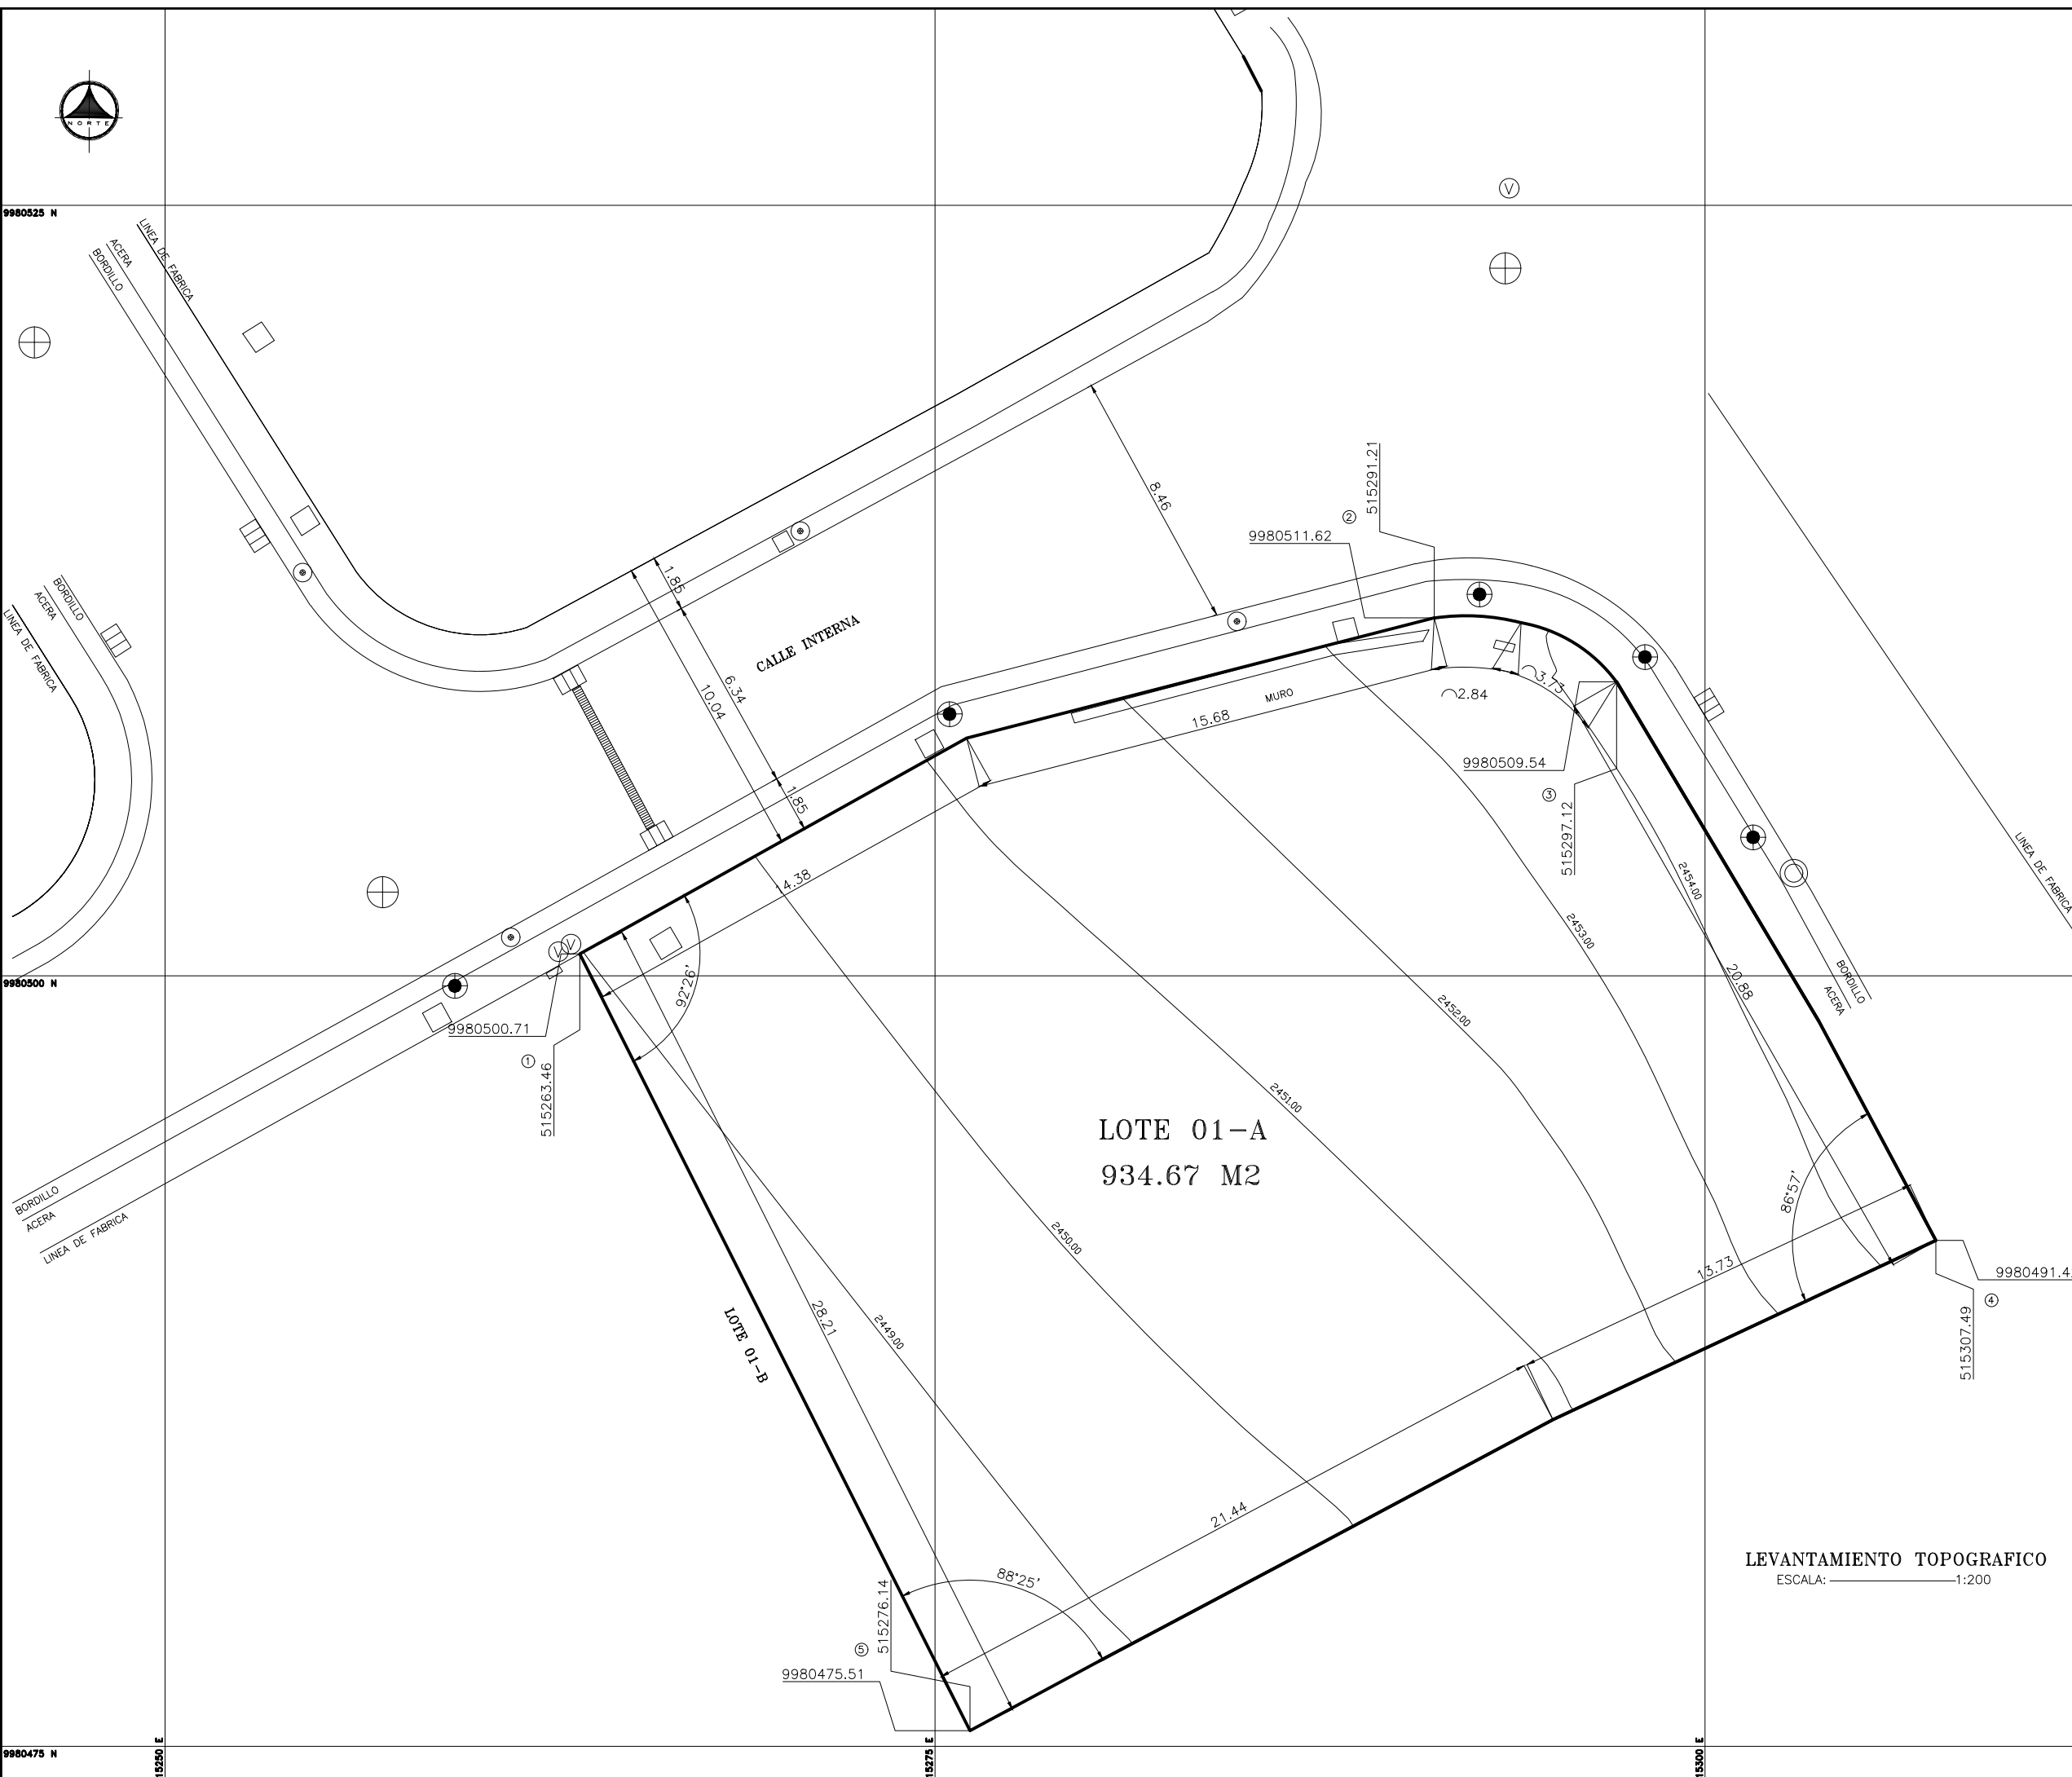 NORTE
9980525 N
LINEA DE FABRICA
ACERA
BORDILLO
BORDILLO
ACERA
LINEA DE FABRICA
8.46
515291.21
②
9980511.62
1.85
CALLE INTERNA
6.34
10.04
1.85
MURO
15.68
2.84
3.73
9980509.54
③
515297.12
14.38
2454.00
2453.00
LINEA DE FABRICA
V
V
V
92°26'
9980500 N
9980500.71
①
515263.46
20.88
BORDILLO
ACERA
2452.00
2451.00
LOTE 01-A
934.67 M2
BORDILLO
ACERA
LINEA DE FABRICA
2450.00
86°57'
13.73
9980491.4
④
515307.49
LOTE 01-B
28.21
2449.00
21.44
88°25'
515276.14
⑤
9980475.51
LEVANTAMIENTO TOPOGRAFICO
ESCALA: 1:200
9980475 N
15250 E
15275 E
15300 E